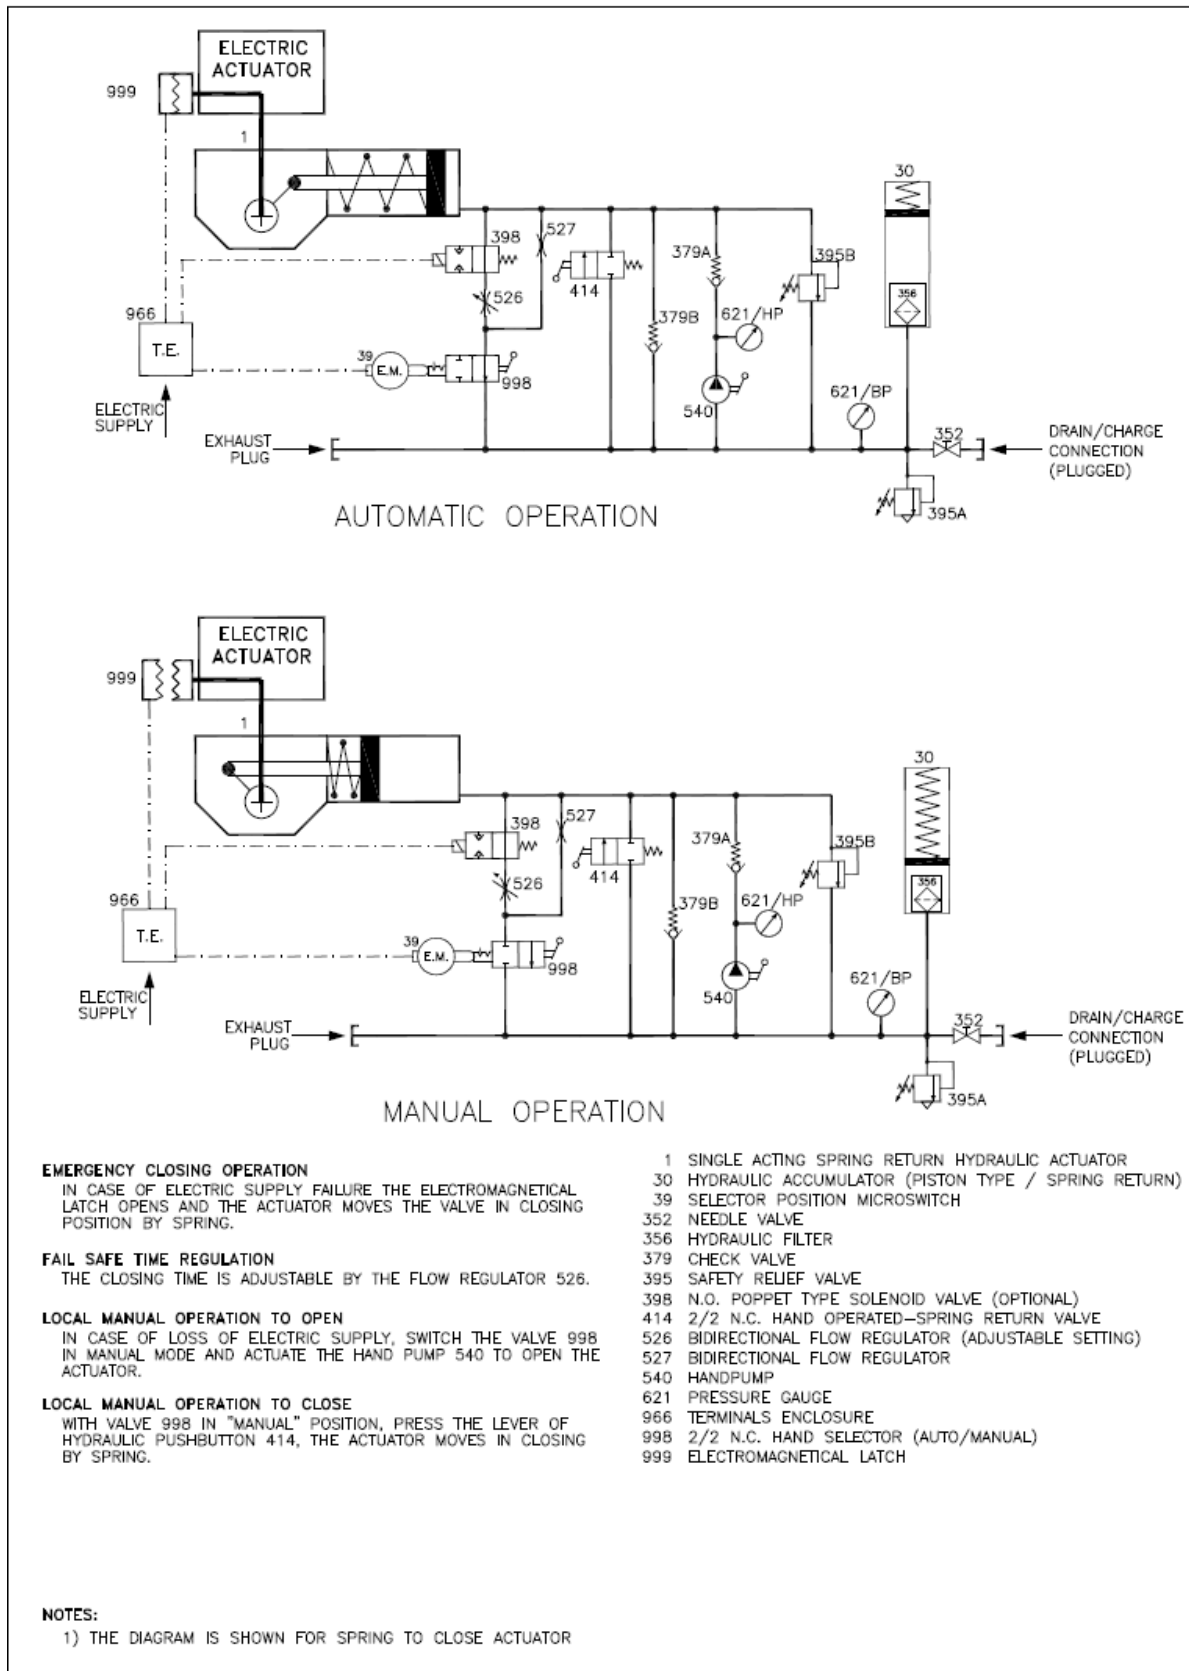 ELECTRIC
ACTUATOR
999
1
30
527
398
379A
395B
414
526
356
621/HP
379B
966
T.E.
39
E.M.
998
540
621/BP
ELECTRIC
SUPPLY
EXHAUST
PLUG
352
DRAIN/CHARGE
CONNECTION
(PLUGGED)
395A
AUTOMATIC OPERATION
ELECTRIC
ACTUATOR
999
1
30
527
398
379A
395B
414
526
356
621/HP
379B
966
T.E.
39
E.M.
998
540
621/BP
ELECTRIC
SUPPLY
EXHAUST
PLUG
352
DRAIN/CHARGE
CONNECTION
(PLUGGED)
395A
MANUAL OPERATION
EMERGENCY CLOSING OPERATION
IN CASE OF ELECTRIC SUPPLY FAILURE THE ELECTROMAGNETICAL
LATCH OPENS AND THE ACTUATOR MOVES THE VALVE IN CLOSING
POSITION BY SPRING.
FAIL SAFE TIME REGULATION
THE CLOSING TIME IS ADJUSTABLE BY THE FLOW REGULATOR 526.
LOCAL MANUAL OPERATION TO OPEN
IN CASE OF LOSS OF ELECTRIC SUPPLY, SWITCH THE VALVE 998
IN MANUAL MODE AND ACTUATE THE HAND PUMP 540 TO OPEN THE
ACTUATOR.
LOCAL MANUAL OPERATION TO CLOSE
WITH VALVE 998 IN "MANUAL" POSITION, PRESS THE LEVER OF
HYDRAULIC PUSHBUTTON 414, THE ACTUATOR MOVES IN CLOSING
BY SPRING.
1 SINGLE ACTING SPRING RETURN HYDRAULIC ACTUATOR
30 HYDRAULIC ACCUMULATOR (PISTON TYPE / SPRING RETURN)
39 SELECTOR POSITION MICROSWITCH
352 NEEDLE VALVE
356 HYDRAULIC FILTER
379 CHECK VALVE
395 SAFETY RELIEF VALVE
398 N.O. POPPET TYPE SOLENOID VALVE (OPTIONAL)
414 2/2 N.C. HAND OPERATED-SPRING RETURN VALVE
526 BIDIRECTIONAL FLOW REGULATOR (ADJUSTABLE SETTING)
527 BIDIRECTIONAL FLOW REGULATOR
540 HANDPUMP
621 PRESSURE GAUGE
966 TERMINALS ENCLOSURE
998 2/2 N.C. HAND SELECTOR (AUTO/MANUAL)
999 ELECTROMAGNETICAL LATCH
NOTES:
1) THE DIAGRAM IS SHOWN FOR SPRING TO CLOSE ACTUATOR